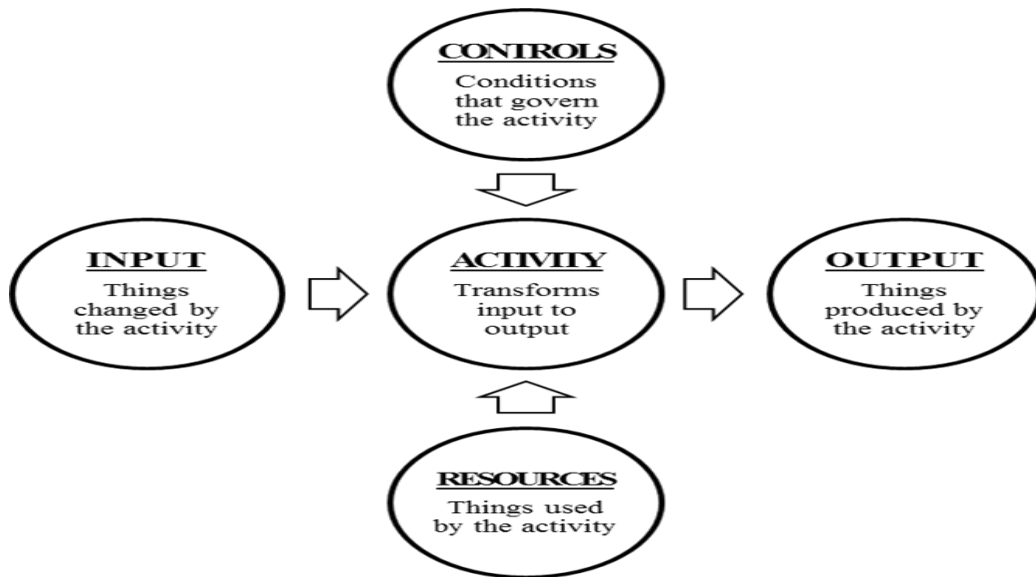 CONTROLS
Conditions
that govern
the activity
INPUT
Things
changed by
the activity
ACTIVITY
Transforms
input to
output
OUTPUT
Things
produced by
the activity
RESOURCES
Things used
by the activity